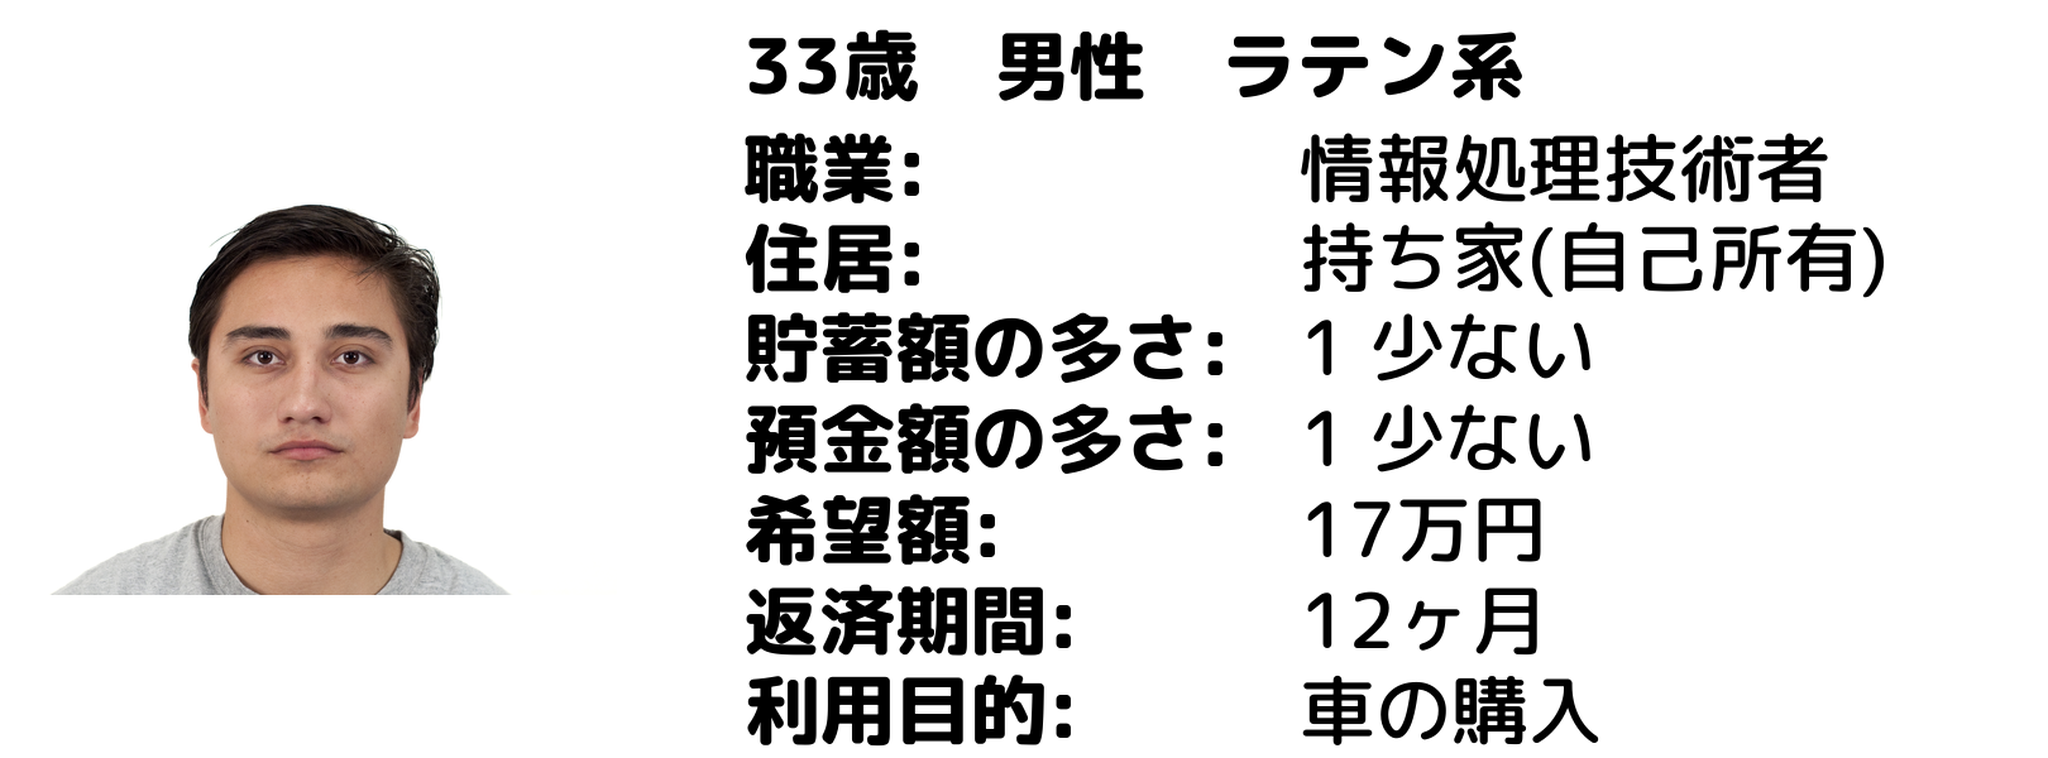 33歳　男性　ラテン系
職業: 情報処理技術者
住居: 持ち家(自己所有)
貯蓄額の多さ: 1 少ない
預金額の多さ: 1 少ない
希望額: 17万円
返済期間: 12ヶ月
利用目的: 車の購入